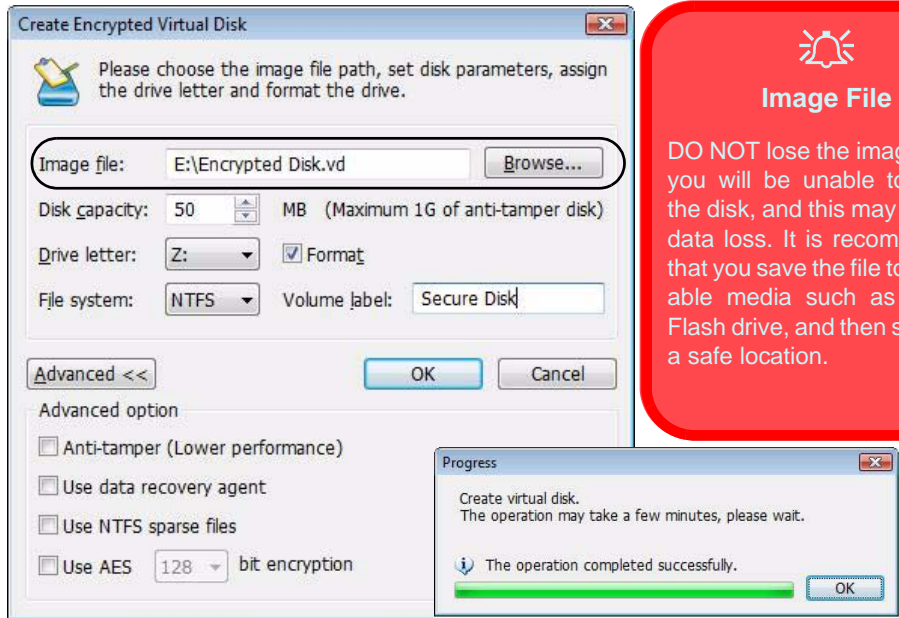 Create Encrypted Virtual Disk
Please choose the image file path, set disk parameters, assign
the drive letter and format the drive.
Image file: E:\Encrypted Disk.vd Browse...
Disk capacity: 50 MB (Maximum 1G of anti-tamper disk)
Drive letter: Z: Format
File system: NTFS Volume label: Secure Disk
Advanced << OK Cancel
Advanced option
Anti-tamper (Lower performance)
Use data recovery agent
Use NTFS sparse files
Use AES 128 bit encryption
Progress
Create virtual disk.
The operation may take a few minutes, please wait.
The operation completed successfully.
OK
Image File
DO NOT lose the
you will be unable
the disk, and this may
data loss. It is
that you save the file
able media such as
Flash drive, and then
a safe location.